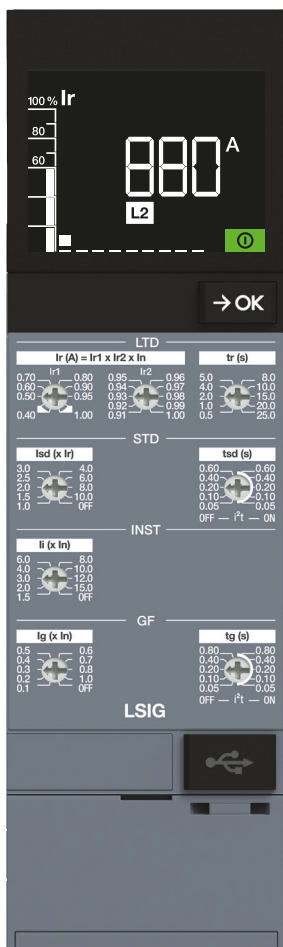 100 % Ir
80
60
880 A
L2
→ OK
LTD
Ir (A) = Ir1 x Ir2 x In
tr (s)
Ir1 Ir2
0.70 0.80 0.95 0.96 5.0 8.0
0.60 0.90 0.94 0.97 4.0 10.0
0.50 0.95 0.93 0.98 2.0 15.0
0.92 0.99 1.0 20.0
0.40 1.00 0.91 1.00 0.5 25.0
STD
Isd (x Ir) tsd (s)
3.0 4.0 0.60 0.60
2.5 6.0 0.40 0.40
2.0 8.0 0.20 0.20
1.5 10.0 0.10 0.10
1.0 OFF 0.05 0.05
OFF — I²t — ON
INST
Ii (x In)
6.0 8.0
4.0 10.0
3.0 12.0
2.0 15.0
1.5 OFF
GF
Ig (x In) tg (s)
0.5 0.6 0.80 0.80
0.4 0.7 0.40 0.40
0.3 0.8 0.20 0.20
0.2 1.0 0.10 0.10
0.1 OFF 0.05 0.05
OFF — I²t — ON
LSIG